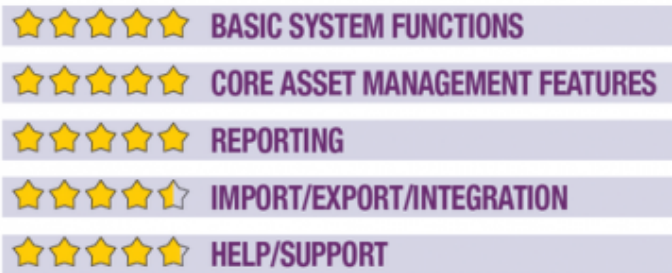 BASIC SYSTEM FUNCTIONS
CORE ASSET MANAGEMENT FEATURES
REPORTING
IMPORT/EXPORT/INTEGRATION
HELP/SUPPORT